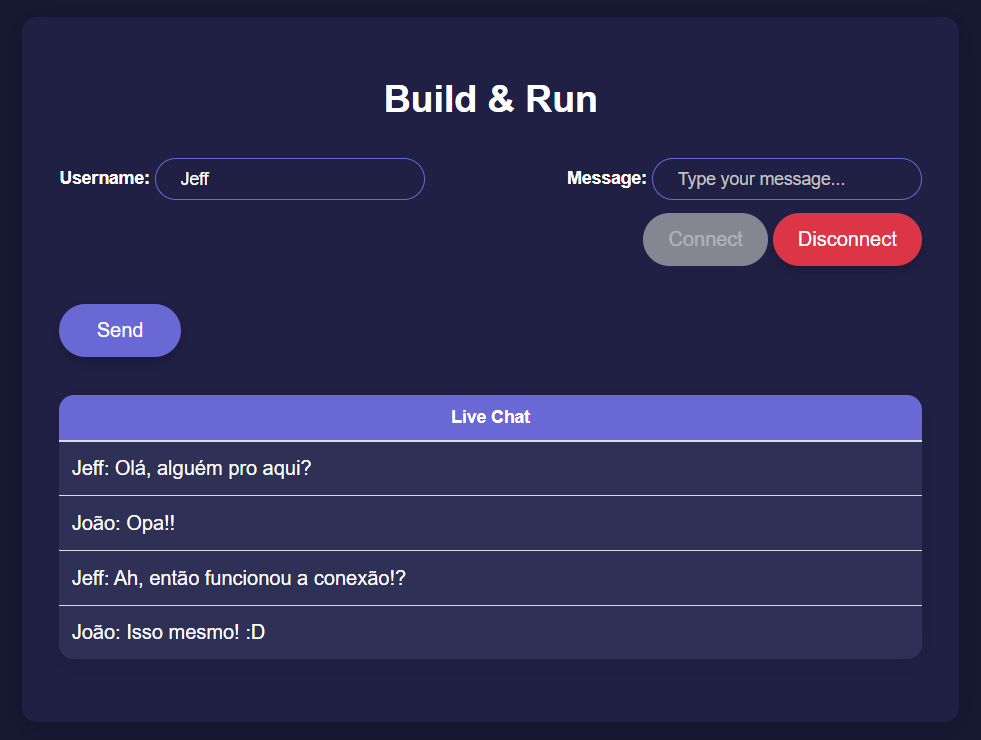 Build & Run
Username: Jeff
Message: Type your message...
Connect Disconnect
Send
Live Chat
Jeff: Olá, alguém pro aqui?
João: Opa!!
Jeff: Ah, então funcionou a conexão!?
João: Isso mesmo! :D